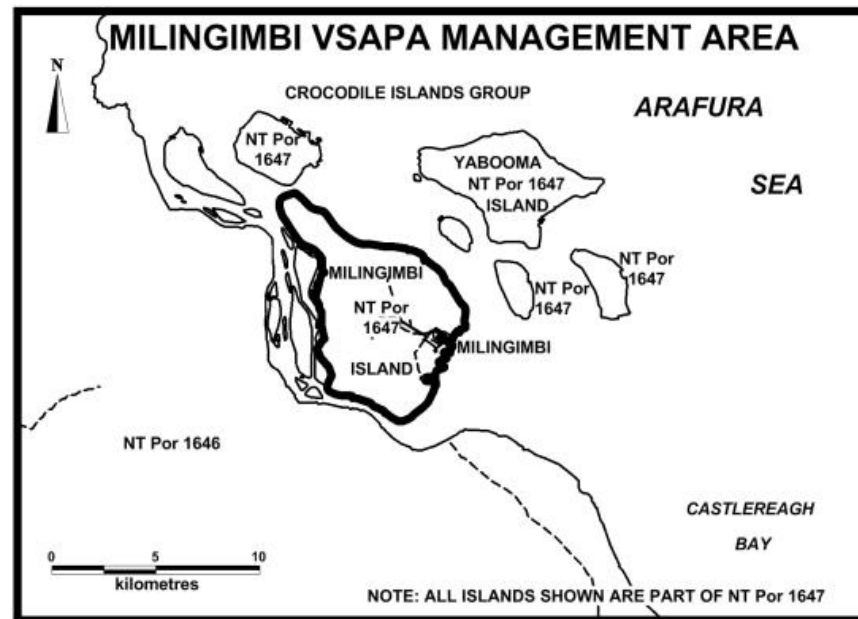 MILINGIMBI VSAPA MANAGEMENT AREA
N
CROCODILE ISLANDS GROUP
ARAFURA
SEA
NT Por
1647
YABOOMA
NT Por 1647
ISLAND
NT Por
1647
NT Por
1647
MILINGIMBI
NT Por
1647
ISLAND
MILINGIMBI
NT Por 1646
CASTLEREAGH
BAY
0 5 10
kilometres
NOTE: ALL ISLANDS SHOWN ARE PART OF NT Por 1647